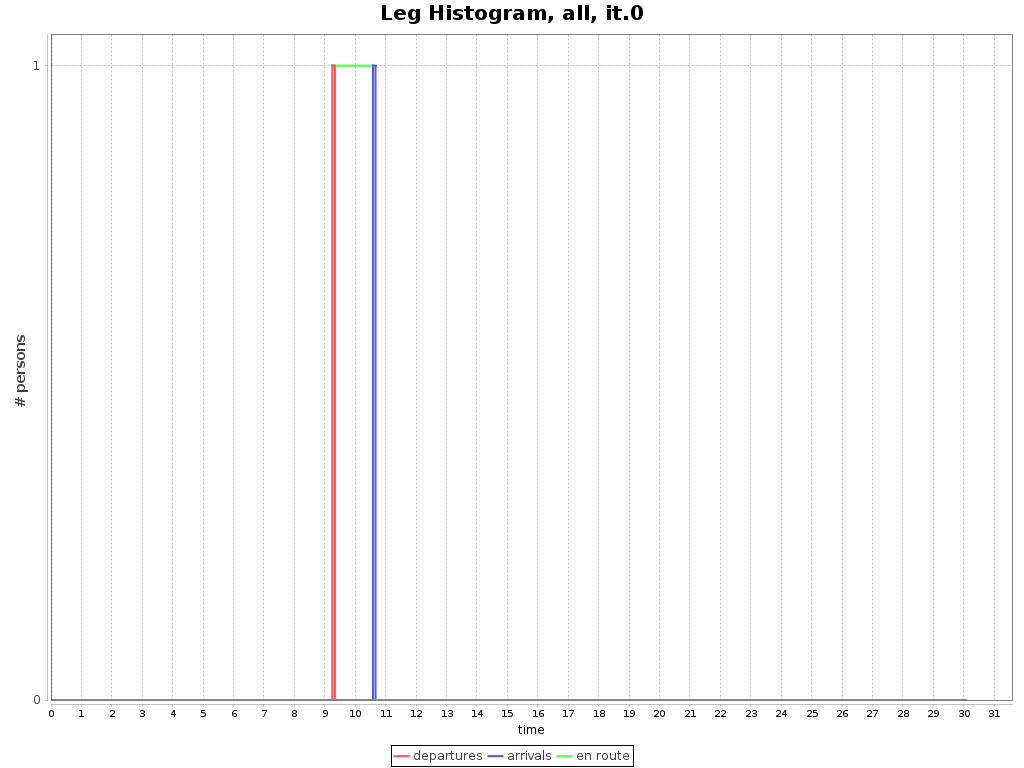 Leg Histogram, all, it.0
# persons
1
0
0 1 2 3 4 5 6 7 8 9 10 11 12 13 14 15 16 17 18 19 20 21 22 23 24 25 26 27 28 29 30 31
time
departures arrivals en route